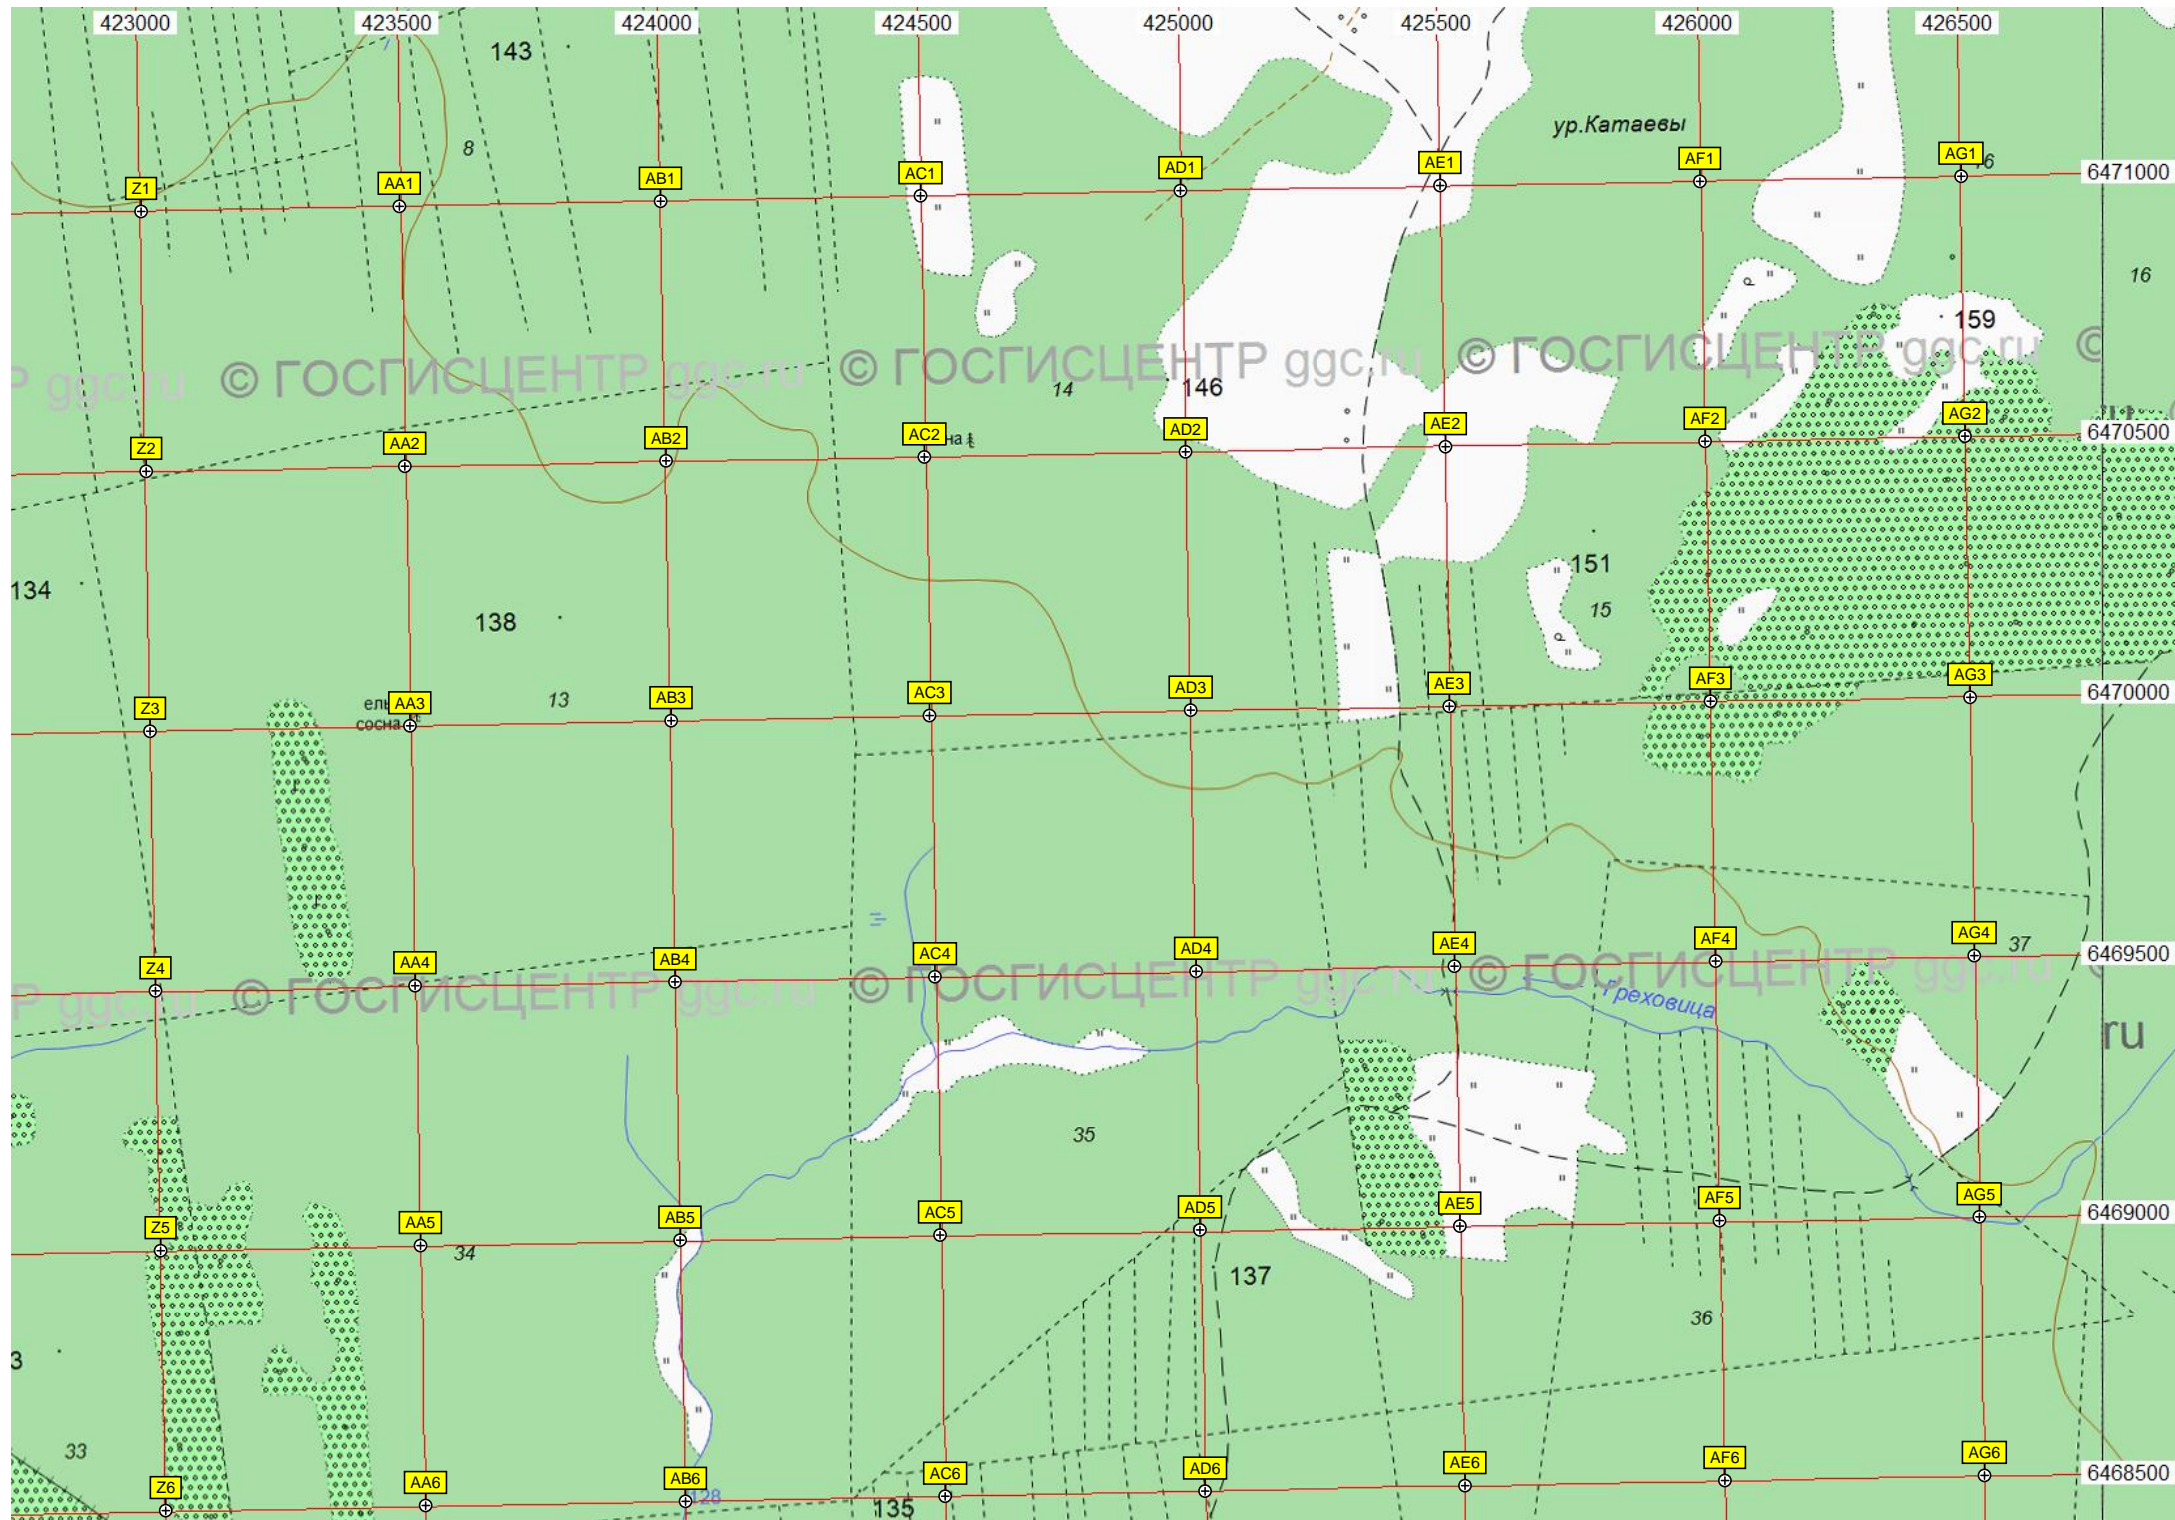 423000 423500 424000 424500 425000 425500 426000 426500
143
ур.Катаевы
8
Z1 AA1 AB1 AC1 AD1 AE1 AF1 AG1
6471000
16
159
© ГОСГИСЦЕНТР ggc.ru © ГОСГИСЦЕНТР ggc.ru © ГОСГИСЦЕНТР ggc.ru ©
14
146
Z2 AA2 AB2 AC2 AD2 AE2 AF2 AG2
6470500
134
138
151
15
13
ель
сосна
Z3 AA3 AB3 AC3 AD3 AE3 AF3 AG3
6470000
37
Z4 AA4 AB4 AC4 AD4 AE4 AF4 AG4
6469500
© ГОСГИСЦЕНТР ggc.ru © ГОСГИСЦЕНТР ggc.ru © ГОСГИСЦЕНТР
Греховица
ru
35
Z5 AA5 AB5 AC5 AD5 AE5 AF5 AG5
6469000
34
137
36
3
33
Z6 AA6 AB6 AC6 AD6 AE6 AF6 AG6
6468500
128
135